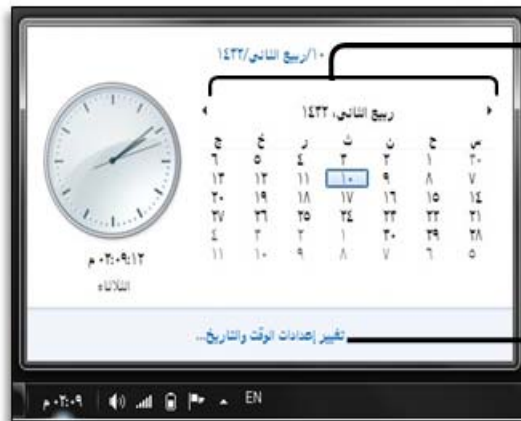 ١٠/ربيع الثاني/١٤٣٢
ربيع الثاني، ١٤٣٢
س ح ن ث ر خ ج
٣٠ ١ ٢ ٣ ٤ ٥ ٦
٧ ٨ ٩ ١٠ ١١ ١٢ ١٣
١٤ ١٥ ١٦ ١٧ ١٨ ١٩ ٢٠
٢١ ٢٢ ٢٣ ٢٤ ٢٥ ٢٦ ٢٧
٢٨ ٢٩ ٣٠ ١ ٢ ٣ ٤
٥ ٦ ٧ ٨ ٩ ١٠ ١١
٠٢:٠٩:١٢ م
الثلاثاء
تغيير إعدادات الوقت والتاريخ...
EN
٠٢:٠٩ م